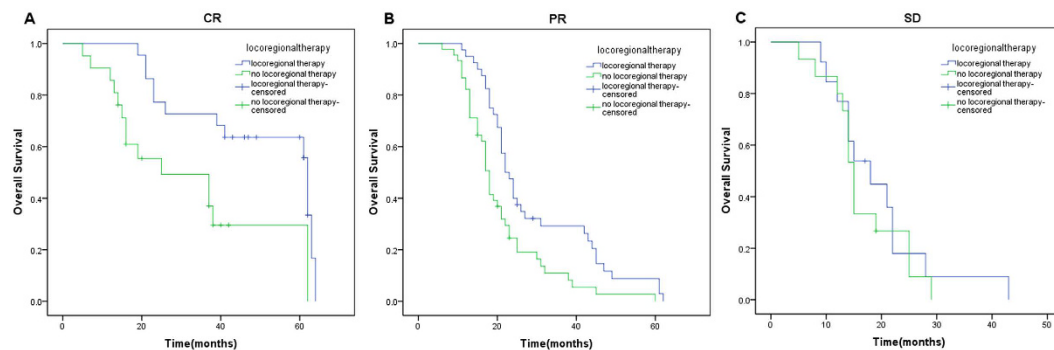 A
CR
locoregionaltherapy
locoregional therapy
no locoregional therapy
locoregional therapy-
censored
no locoregional therapy-
censored
1.0
0.8
0.6
0.4
0.2
0.0
Overall Survival
0
20
40
60
Time(months)
B
PR
locoregionaltherapy
locoregional therapy
no locoregional therapy
locoregional therapy-
censored
no locoregional therapy-
censored
1.0
0.8
0.6
0.4
0.2
0.0
Overall Survival
0
20
40
60
Time(months)
C
SD
locoregionaltherapy
locoregional therapy
no locoregional therapy
locoregional therapy-
censored
no locoregional therapy-
censored
1.0
0.8
0.6
0.4
0.2
0.0
Overall Survival
0
10
20
30
40
50
Time(months)